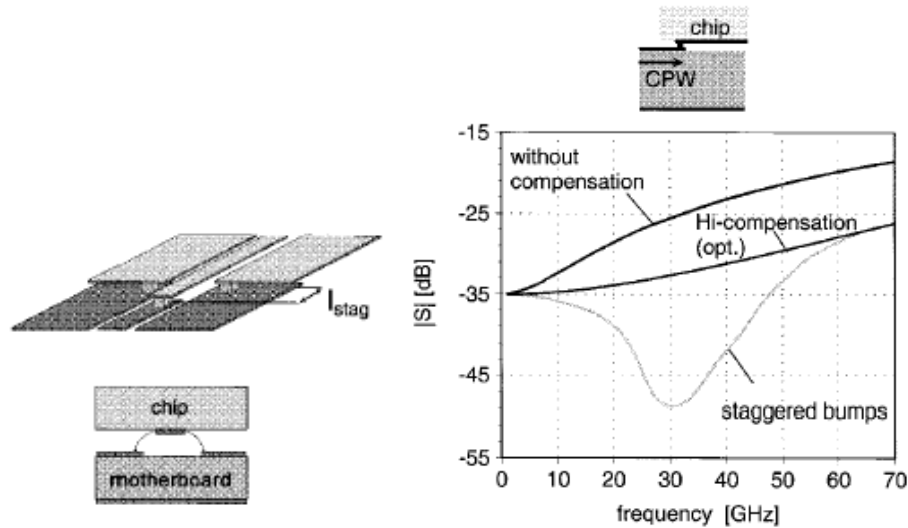 chip
CPW
-15
without
compensation
-25
Hi-compensation
(opt.)
|S| [dB]
-35
l_stag
-45
chip
staggered bumps
motherboard
-55
0 10 20 30 40 50 60 70
frequency [GHz]